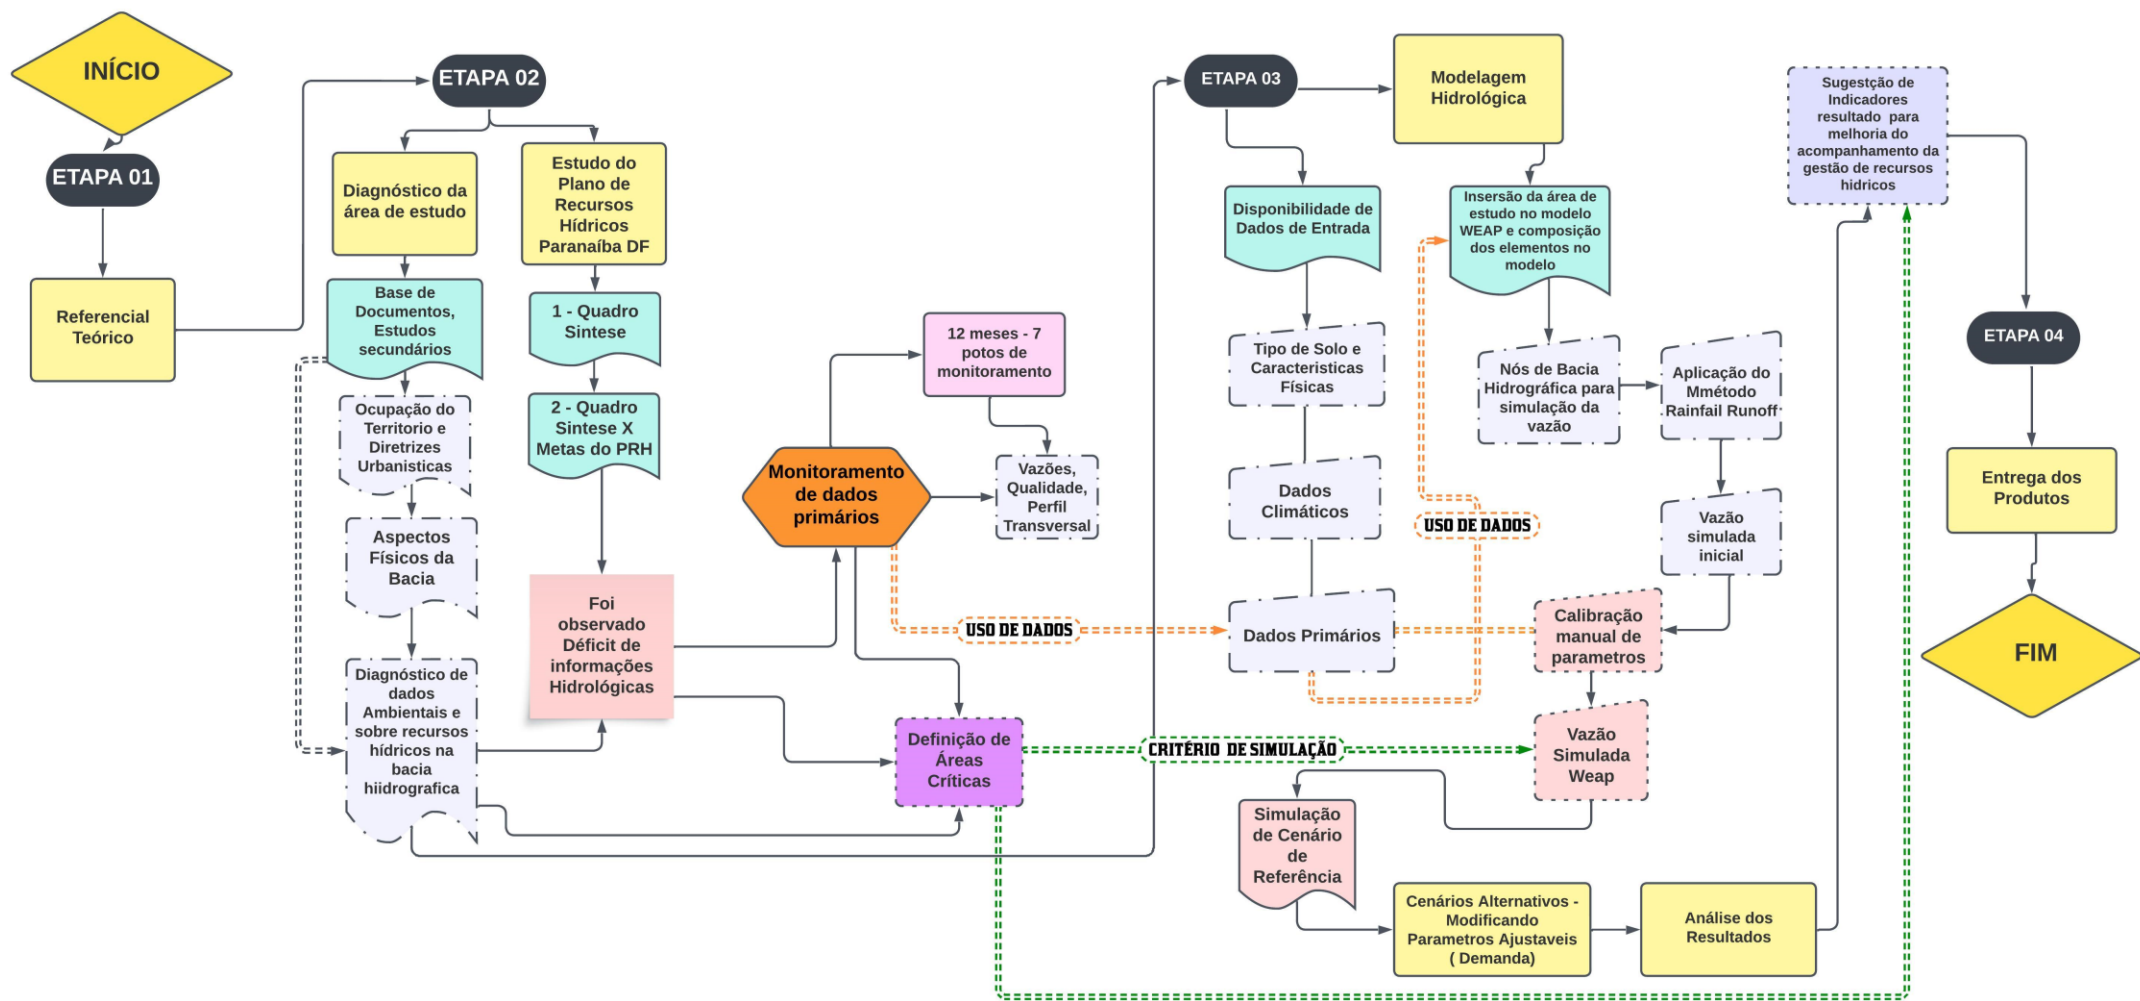 INÍCIO
ETAPA 01
Referencial
Teórico
ETAPA 02
Diagnóstico da
área de estudo
Base de
Documentos,
Estudos
secundários
Ocupação do
Territorio e
Diretrizes
Urbanisticas
Aspectos
Físicos da
Bacia
Diagnóstico de
dados
Ambientais e
sobre recursos
hídricos na
bacia
hiidrografica
Estudo do
Plano de
Recursos
Hídricos
Paranaíba DF
1 - Quadro
Sintese
2 - Quadro
Sintese X
Metas do PRH
Foi
observado
Déficit de
informações
Hidrológicas
Monitoramento
de dados
primários
12 meses - 7
potos de
monitoramento
Vazões,
Qualidade,
Perfil
Transversal
USO DE DADOS
Definição de
Áreas
Críticas
CRITÉRIO DE SIMULAÇÃO
ETAPA 03
Modelagem
Hidrológica
Disponibilidade de
Dados de Entrada
Tipo de Solo e
Caracteristicas
Físicas
Dados
Climáticos
Dados Primários
USO DE DADOS
Insersão da área de
estudo no modelo
WEAP e composição
dos elementos no
modelo
Nós de Bacia
Hidrográfica para
simulação da
vazão
Aplicação do
Mmétodo
Rainfail Runoff
Vazão
simulada
inicial
Calibração
manual de
parametros
Vazão
Simulada
Weap
Simulação
de Cenário
de
Referência
Cenários Alternativos -
Modificando
Parametros Ajustaveis
( Demanda)
Análise dos
Resultados
Sugestção de
Indicadores
resultado para
melhoria do
acompanhamento da
gestão de recursos
hidricos
ETAPA 04
Entrega dos
Produtos
FIM